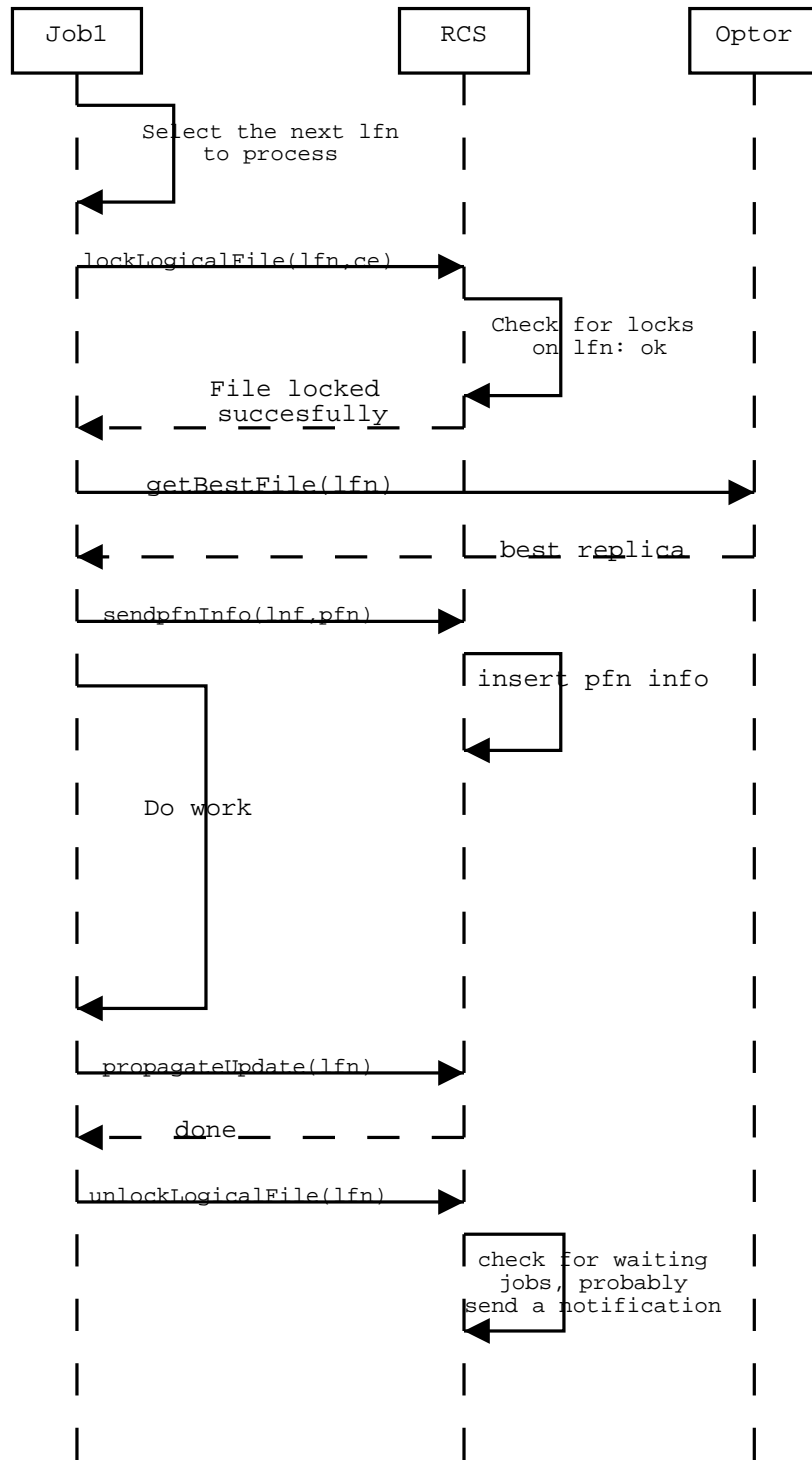 Job1
RCS
Optor
Select the next lfn
to process
lockLogicalFile(lfn,ce)
Check for locks
on lfn: ok
File locked
succesfully
getBestFile(lfn)
best replica
sendpfnInfo(lnf,pfn)
insert pfn info
Do work
propagateUpdate(lfn)
done
unlockLogicalFile(lfn)
check for waiting
jobs, probably
send a notification